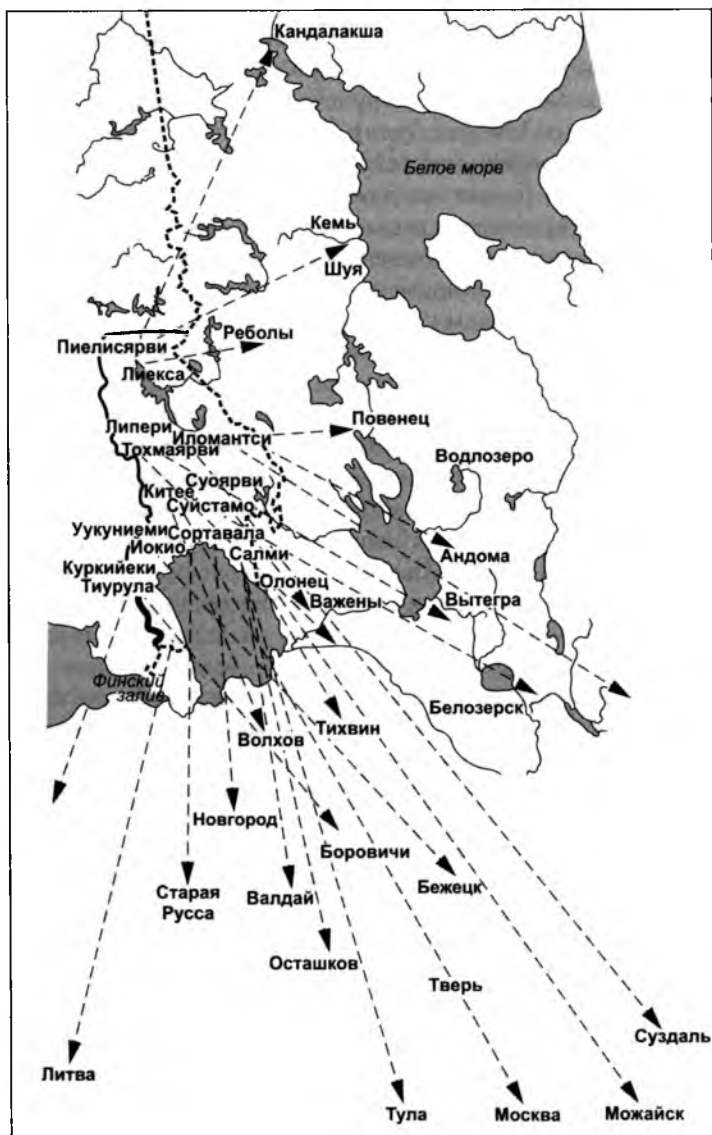 Кандалакша
Белое море
Кемь
Шуя
Реболы
Пиелисярви
Лиекса
Липери
Иломантси
Повенец
Тохмаярви
Водлозеро
Суоярви
Китее
Суйстамо
Уукуниеми
Сортавала
Йокио
Салми
Андома
Куркийеки
Олонец
Тиурула
Важены
Вытегра
Финский
залив
Белозерск
Тихвин
Волхов
Новгород
Боровичи
Бежецк
Старая
Русса
Валдай
Осташков
Тверь
Суздаль
Литва
Тула
Москва
Можайск